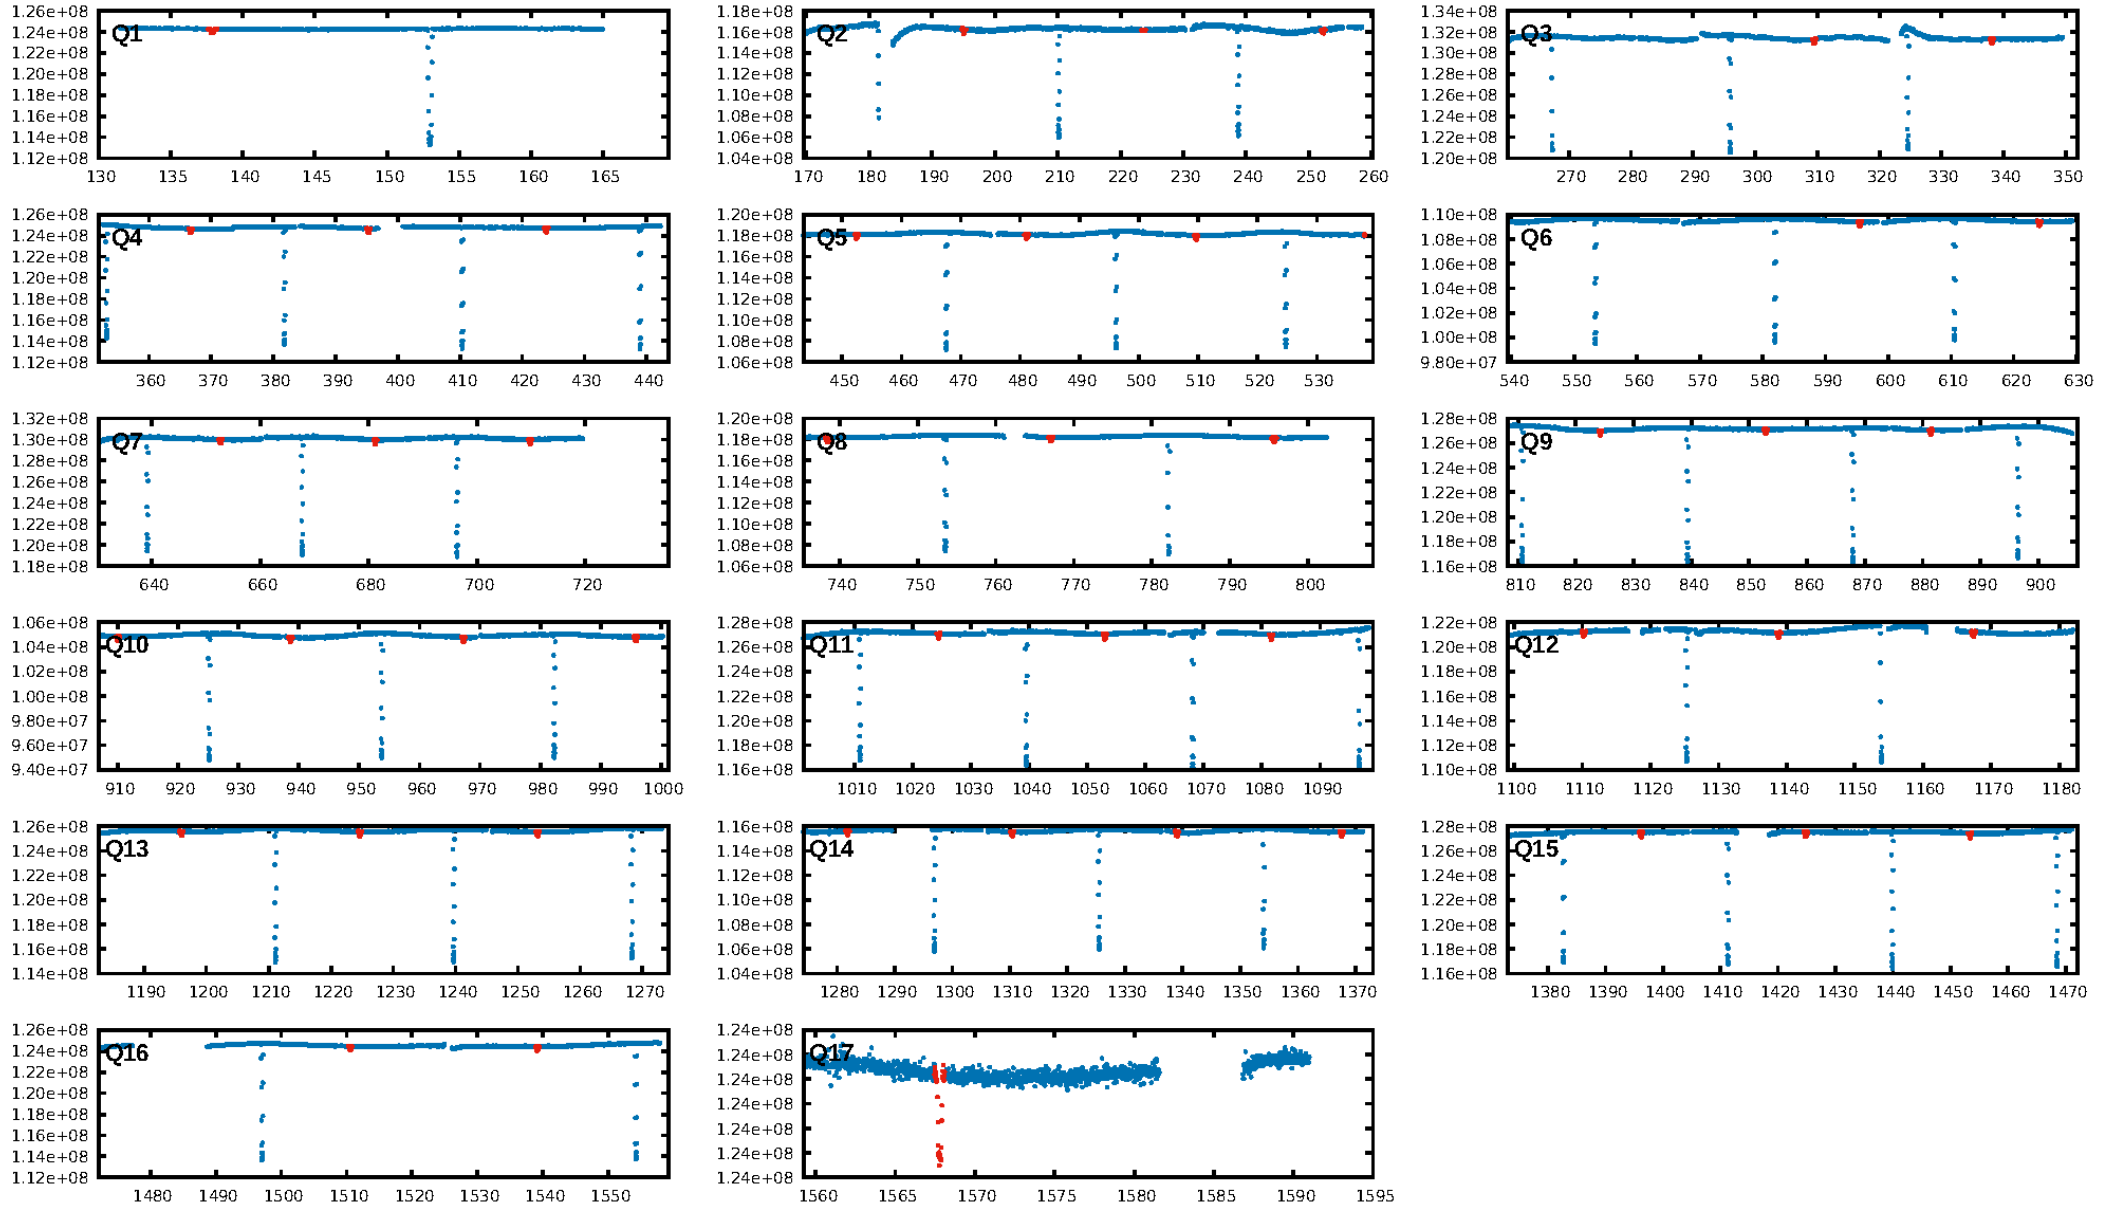 1.26e+08 1.24e+08 1.22e+08 1.20e+08 1.18e+08 1.16e+08 1.14e+08 1.12e+08
Q1
130 135 140 145 150 155 160 165
1.18e+08 1.16e+08 1.14e+08 1.12e+08 1.10e+08 1.08e+08 1.06e+08 1.04e+08
Q2
170 180 190 200 210 220 230 240 250 260
1.34e+08 1.32e+08 1.30e+08 1.28e+08 1.26e+08 1.24e+08 1.22e+08 1.20e+08
Q3
270 280 290 300 310 320 330 340 350
1.26e+08 1.24e+08 1.22e+08 1.20e+08 1.18e+08 1.16e+08 1.14e+08 1.12e+08
Q4
360 370 380 390 400 410 420 430 440
1.20e+08 1.18e+08 1.16e+08 1.14e+08 1.12e+08 1.10e+08 1.08e+08 1.06e+08
Q5
450 460 470 480 490 500 510 520 530
1.10e+08 1.08e+08 1.06e+08 1.04e+08 1.02e+08 1.00e+08 9.80e+07
Q6
540 550 560 570 580 590 600 610 620 630
1.32e+08 1.30e+08 1.28e+08 1.26e+08 1.24e+08 1.22e+08 1.20e+08 1.18e+08
Q7
640 660 680 700 720
1.20e+08 1.18e+08 1.16e+08 1.14e+08 1.12e+08 1.10e+08 1.08e+08 1.06e+08
Q8
740 750 760 770 780 790 800
1.28e+08 1.26e+08 1.24e+08 1.22e+08 1.20e+08 1.18e+08 1.16e+08
Q9
810 820 830 840 850 860 870 880 890 900
1.06e+08 1.04e+08 1.02e+08 1.00e+08 9.80e+07 9.60e+07 9.40e+07
Q10
910 920 930 940 950 960 970 980 990 1000
1.28e+08 1.26e+08 1.24e+08 1.22e+08 1.20e+08 1.18e+08 1.16e+08
Q11
1010 1020 1030 1040 1050 1060 1070 1080 1090
1.22e+08 1.20e+08 1.18e+08 1.16e+08 1.14e+08 1.12e+08 1.10e+08
Q12
1100 1110 1120 1130 1140 1150 1160 1170 1180
1.26e+08 1.24e+08 1.22e+08 1.20e+08 1.18e+08 1.16e+08 1.14e+08
Q13
1190 1200 1210 1220 1230 1240 1250 1260 1270
1.16e+08 1.14e+08 1.12e+08 1.10e+08 1.08e+08 1.06e+08 1.04e+08
Q14
1280 1290 1300 1310 1320 1330 1340 1350 1360 1370
1.28e+08 1.26e+08 1.24e+08 1.22e+08 1.20e+08 1.18e+08 1.16e+08
Q15
1380 1390 1400 1410 1420 1430 1440 1450 1460 1470
1.26e+08 1.24e+08 1.22e+08 1.20e+08 1.18e+08 1.16e+08 1.14e+08 1.12e+08
Q16
1480 1490 1500 1510 1520 1530 1540 1550
1.24e+08 1.24e+08 1.24e+08 1.24e+08 1.24e+08 1.24e+08 1.24e+08
Q17
1560 1565 1570 1575 1580 1585 1590 1595